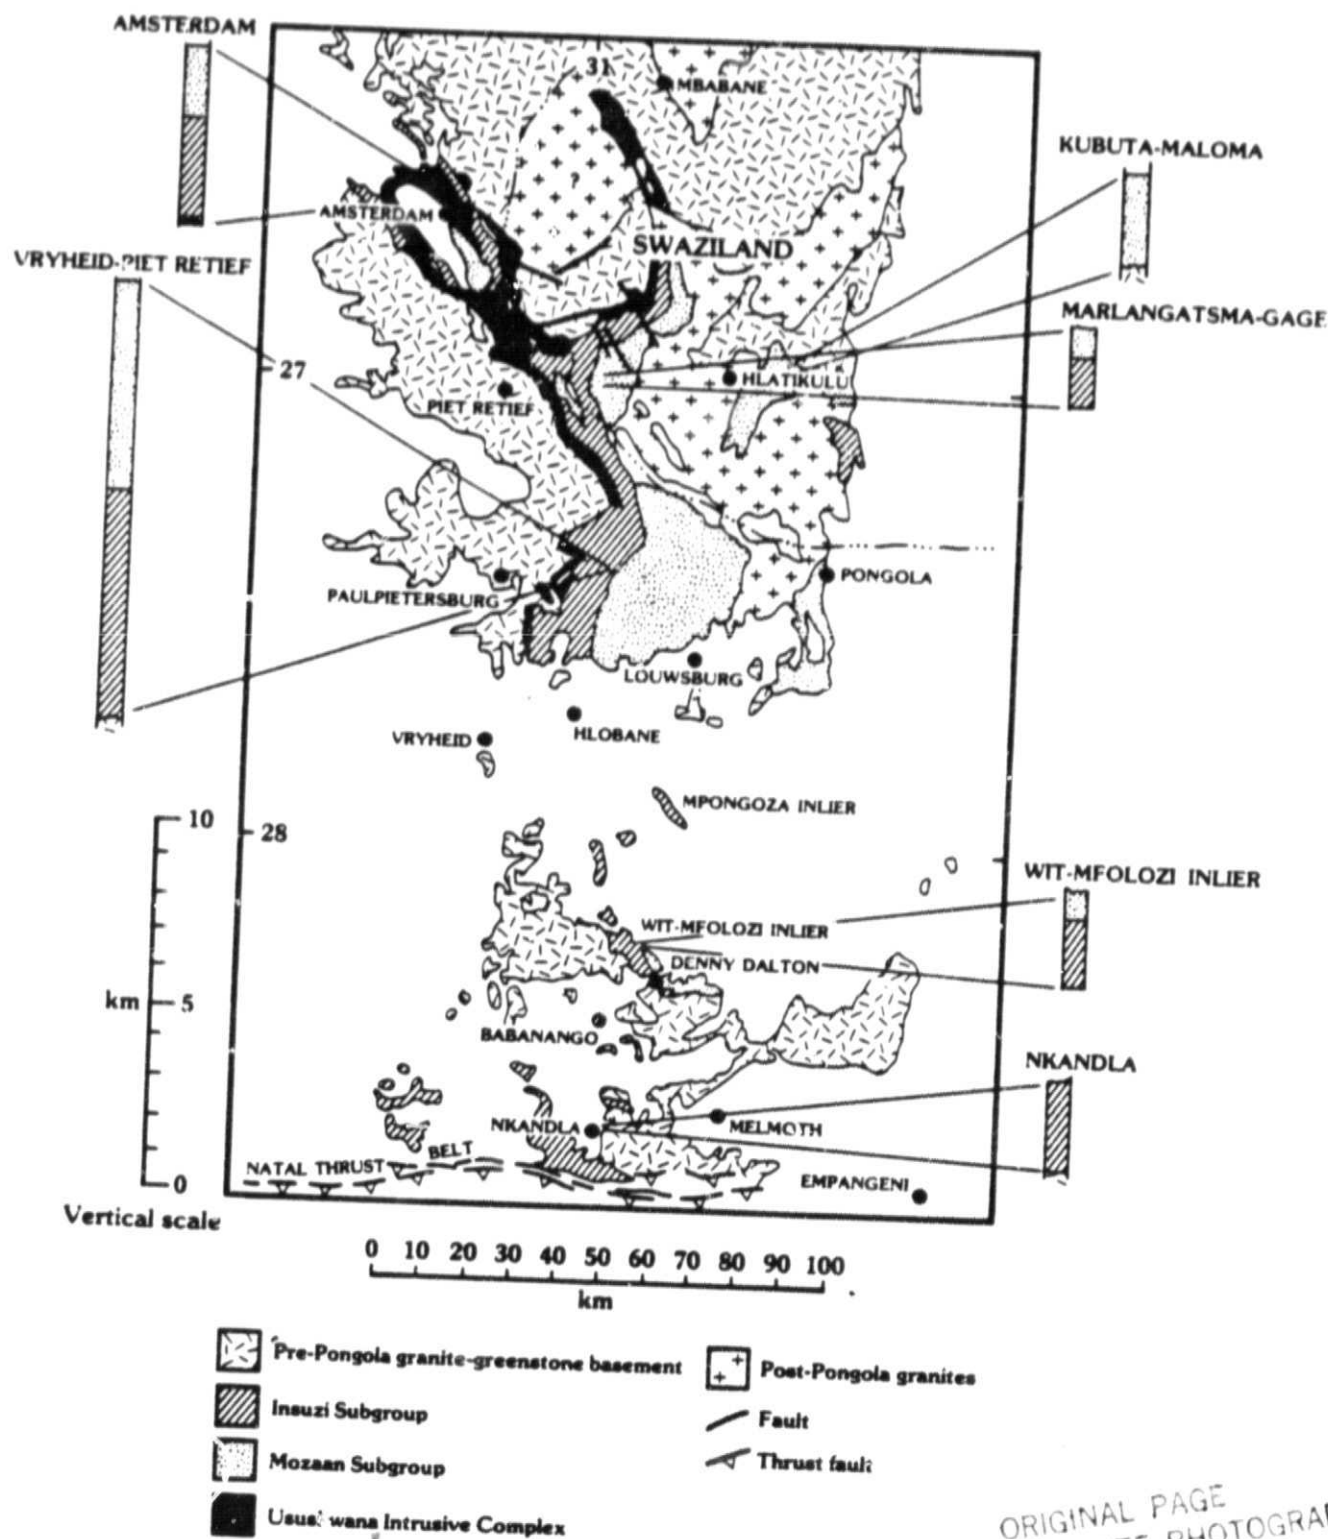 AMSTERDAM
31
MBABANE
KUBUTA-MALOMA
?
AMSTERDAM
SWAZILAND
VRYHEID-PIET RETIEF
MARLANGATSMA-GAGE
27
HLATIKULU
PIET RETIEF
PONGOLA
PAULPIETERSBURG
LOUWSBURG
VRYHEID
HLOBANE
MPONGOZA INLIER
10
28
WIT-MFOLOZI INLIER
WIT-MFOLOZI INLIER
DENNY DALTON
km
5
BABANANGO
NKANDLA
NKANDLA
MELMOTH
NATAL THRUST BELT
EMPANGENI
0
Vertical scale
0 10 20 30 40 50 60 70 80 90 100
km
Pre-Pongola granite-greenstone basement
Post-Pongola granites
Insuzi Subgroup
Fault
Mozaan Subgroup
Thrust fault
wana Intrusive Complex
ORIGINAL PAGE